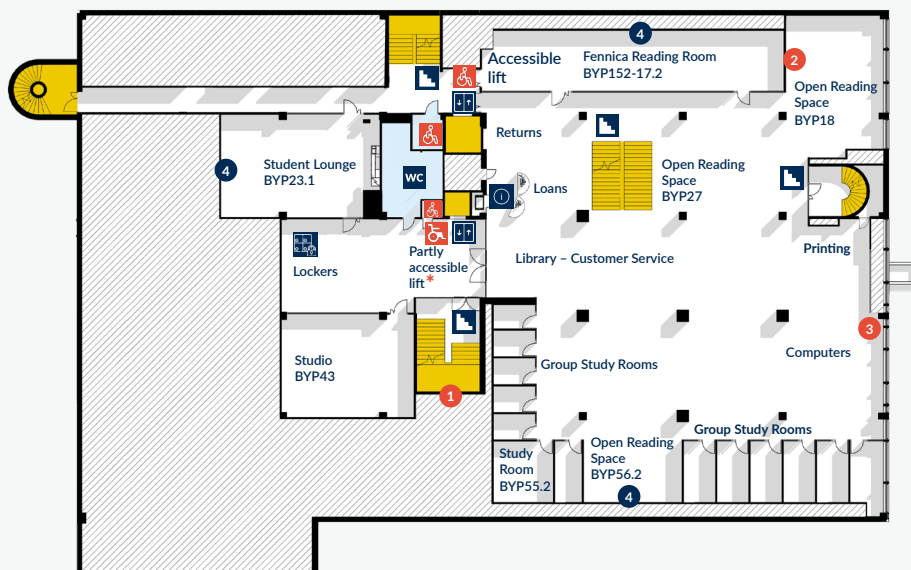 4
Accessible
lift
Fennica Reading Room
BYP152-17.2
2
Open Reading
Space
BYP18
Returns
4
Student Lounge
BYP23.1
WC
Open Reading
Space
BYP27
i
Loans
Lockers
Partly
accessible
lift*
Library – Customer Service
Printing
3
Computers
Studio
BYP43
1
Group Study Rooms
Group Study Rooms
Study
Room
BYP55.2
Open Reading
Space
BYP56.2
4